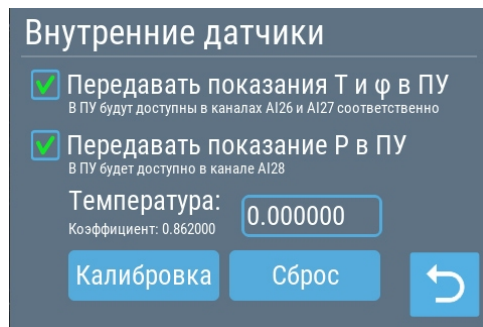 Внутренние датчики
Передавать показания Т и φ в ПУ
В ПУ будут доступны в каналах AI26 и AI27 соответственно
Передавать показание Р в ПУ
В ПУ будет доступно в канале AI28
Температура:
Коэффициент: 0.862000
0.000000
Калибровка
Сброс